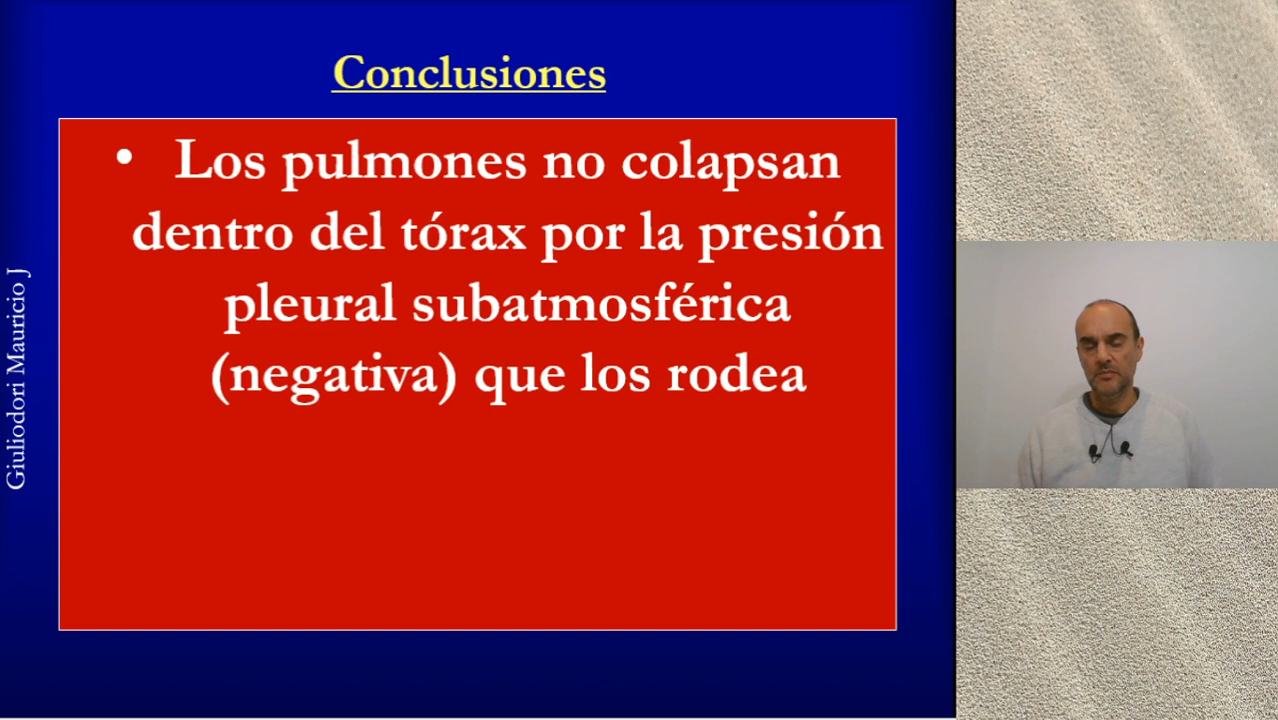 Conclusiones
• Los pulmones no colapsan
dentro del tórax por la presión
pleural subatmosférica
(negativa) que los rodea
Giuliodori Mauricio J